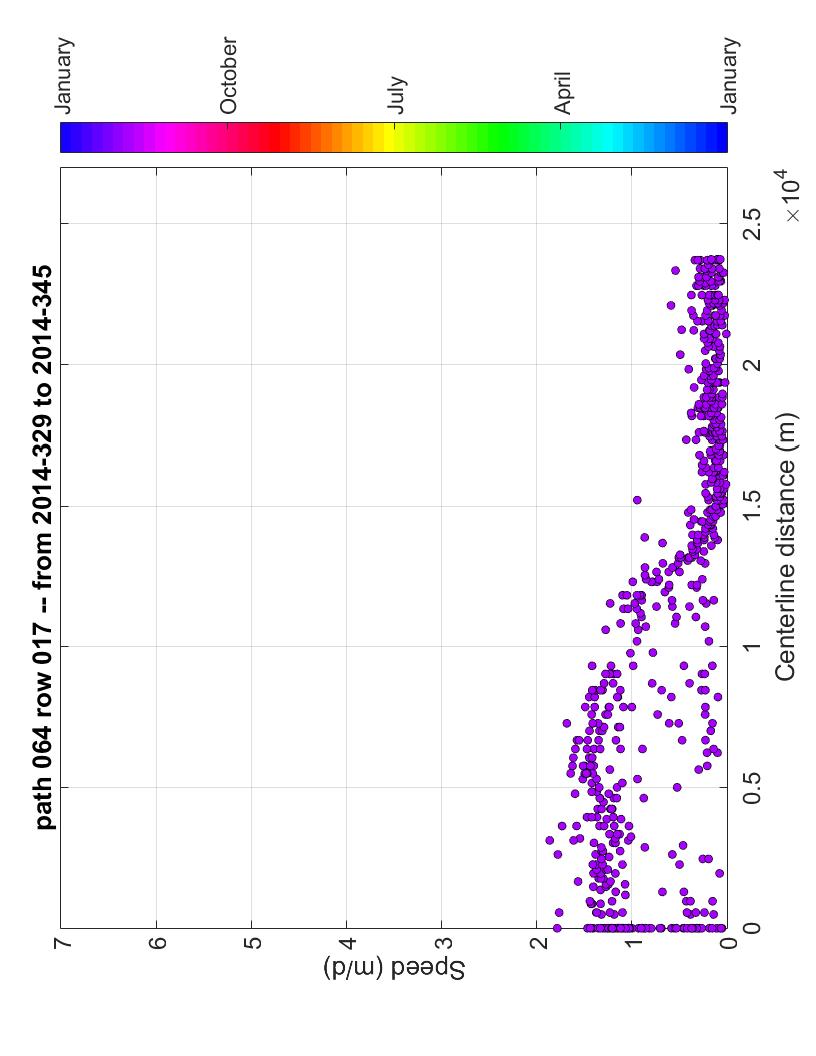 path 064 row 017 -- from 2014-329 to 2014-345
7
6
5
4
3
2
1
0
Speed (m/d)
0
0.5
1
1.5
2
2.5
×10^4
Centerline distance (m)
January
October
July
April
January